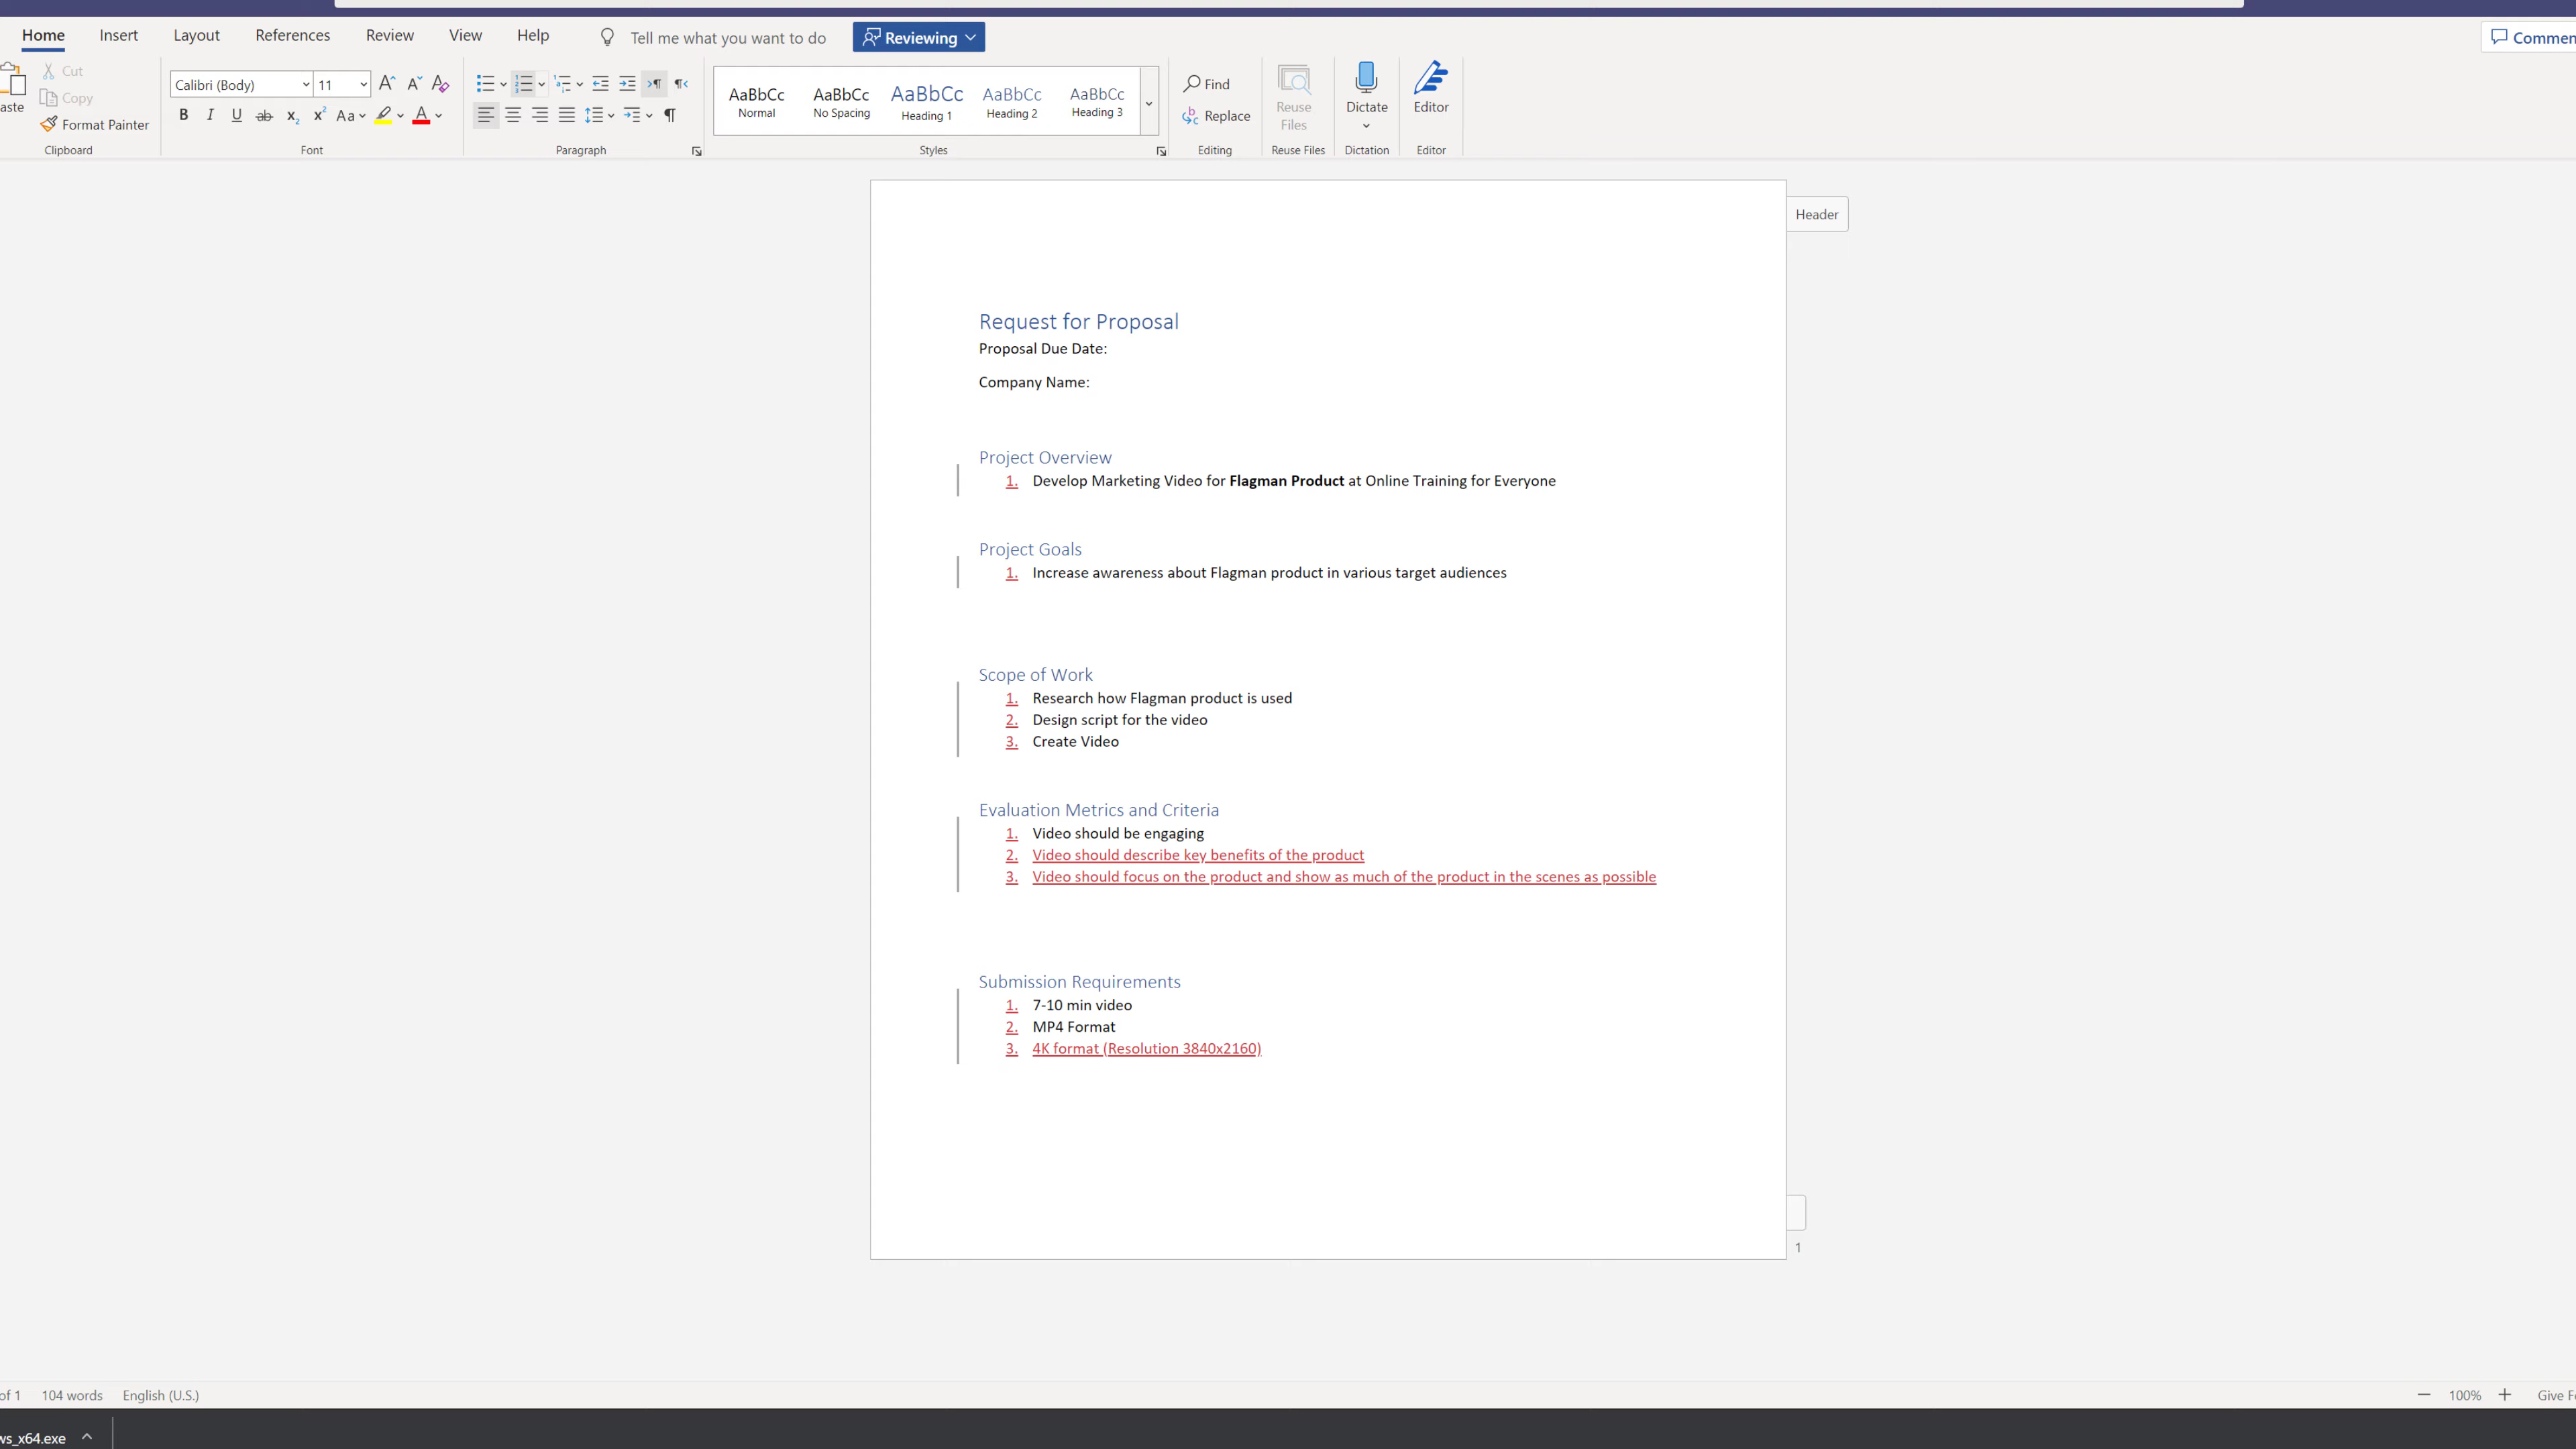 Home Insert Layout References Review View Help Tell me what you want to do Reviewing Commen
aste
Cut
Copy
Format Painter
Clipboard
Calibri (Body) 11
Font
Paragraph
AaBbCc AaBbCc AaBbCc AaBbCc AaBbCc
Normal No Spacing Heading 1 Heading 2 Heading 3
Styles
Find
Replace
Editing
Reuse
Files
Reuse Files
Dictate
Dictation
Editor
Editor
Header
Request for Proposal
Proposal Due Date:
Company Name:
Project Overview
1. Develop Marketing Video for Flagman Product at Online Training for Everyone
Project Goals
1. Increase awareness about Flagman product in various target audiences
Scope of Work
1. Research how Flagman product is used
2. Design script for the video
3. Create Video
Evaluation Metrics and Criteria
1. Video should be engaging
2. Video should describe key benefits of the product
3. Video should focus on the product and show as much of the product in the scenes as possible
Submission Requirements
1. 7-10 min video
2. MP4 Format
3. 4K format (Resolution 3840x2160)
1
of 1 104 words English (U.S.) 100% Give F
ws_x64.exe